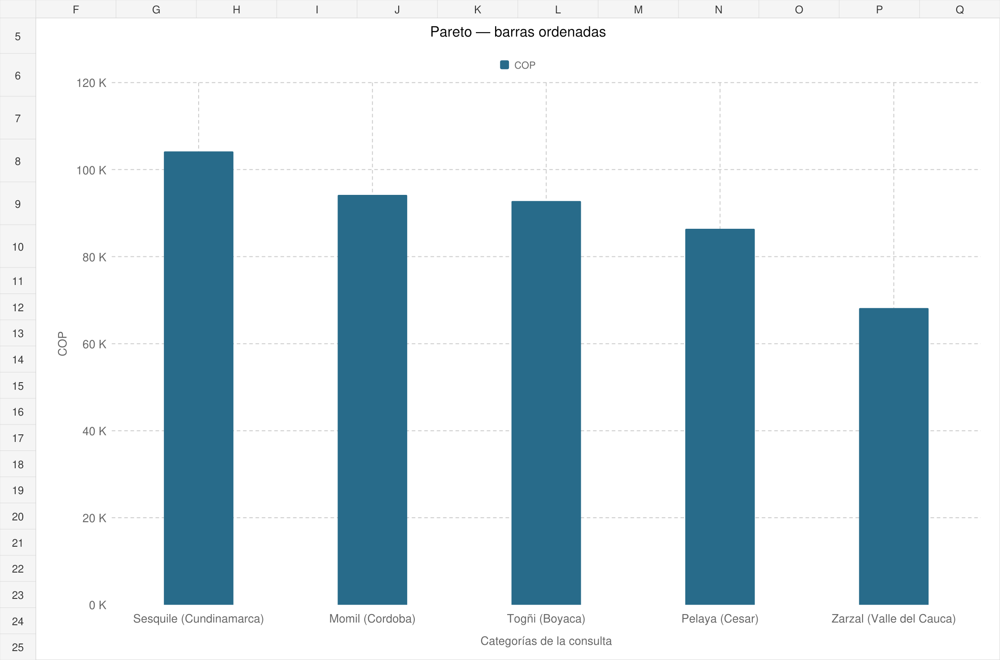 F G H I J K L M N O P Q
Pareto — barras ordenadas
COP
120 K
100 K
80 K
60 K
40 K
20 K
0 K
COP
Sesquile (Cundinamarca)
Momil (Cordoba)
Togñi (Boyaca)
Pelaya (Cesar)
Zarzal (Valle del Cauca)
Categorías de la consulta
5
6
7
8
9
10
11
12
13
14
15
16
17
18
19
20
21
22
23
24
25